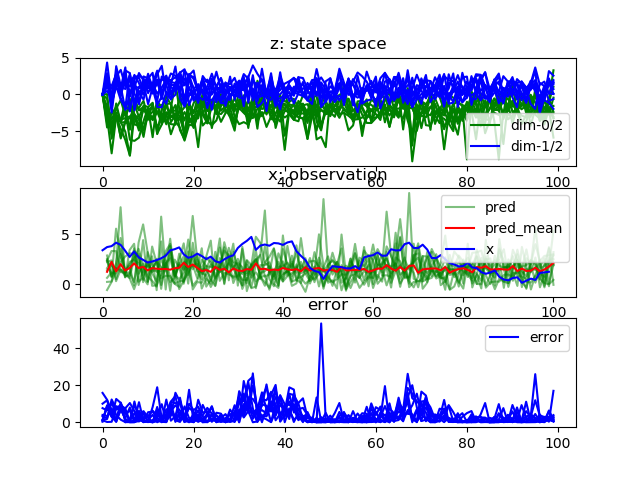 z: state space
5
0
−5
dim-0/2
dim-1/2
0 20 40 60 80 100
x: observation
5
0
pred
pred_mean
x
0 20 40 60 80 100
error
40
20
0
error
0 20 40 60 80 100